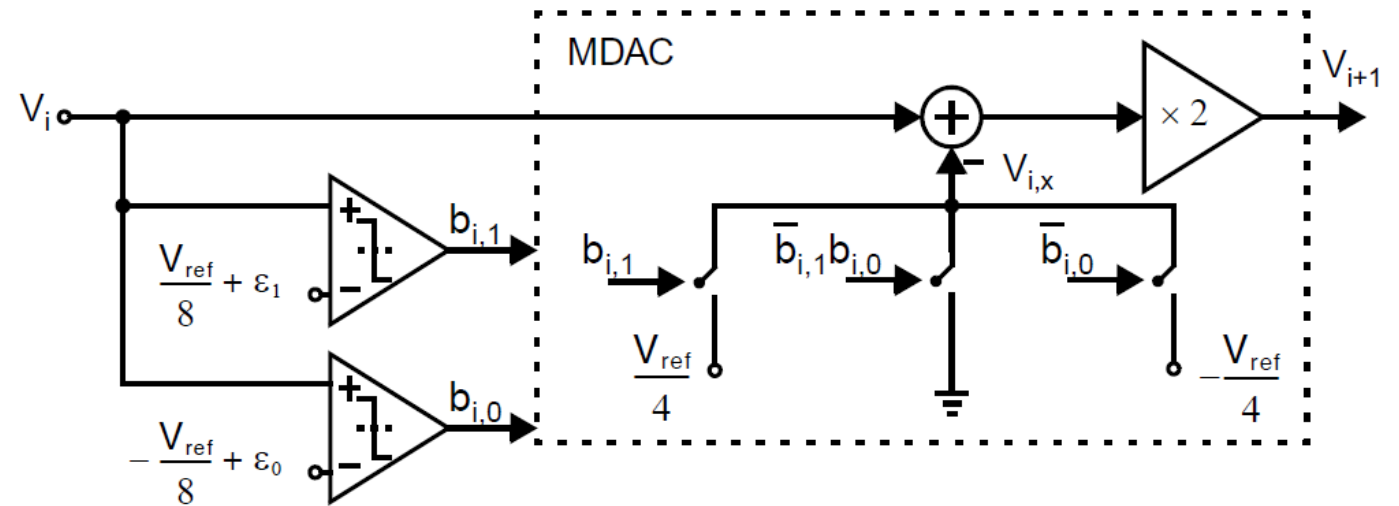 MDAC
V_i
V_{i+1}
+
× 2
−
V_{i,x}
+
b_{i,1}
b_{i,1}
b̅_{i,1}b_{i,0}
b̅_{i,0}
V_ref/8 + ε_1
−
V_ref/4
−V_ref/4
+
b_{i,0}
−V_ref/8 + ε_0
−